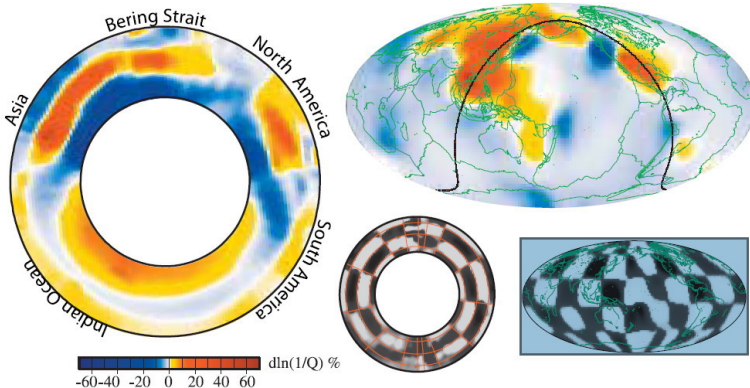 Bering Strait
North America
Asia
South America
Indian Ocean
dln(1/Q) %
-60 -40 -20 0 20 40 60